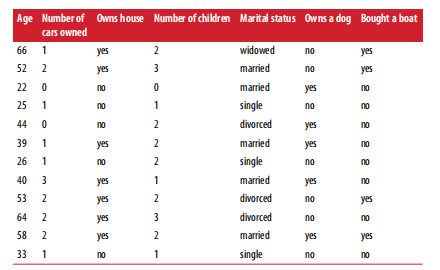 Age Number of cars owned Owns house Number of children Marital status Owns a dog Bought a boat
66 1 yes 2 widowed no yes
52 2 yes 3 married no yes
22 0 no 0 married yes no
25 1 no 1 single no no
44 0 no 2 divorced yes no
39 1 yes 2 married yes no
26 1 no 2 single no no
40 3 yes 1 married yes no
53 2 yes 2 divorced no yes
64 2 yes 3 divorced no no
58 2 yes 2 married yes yes
33 1 no 1 single no no